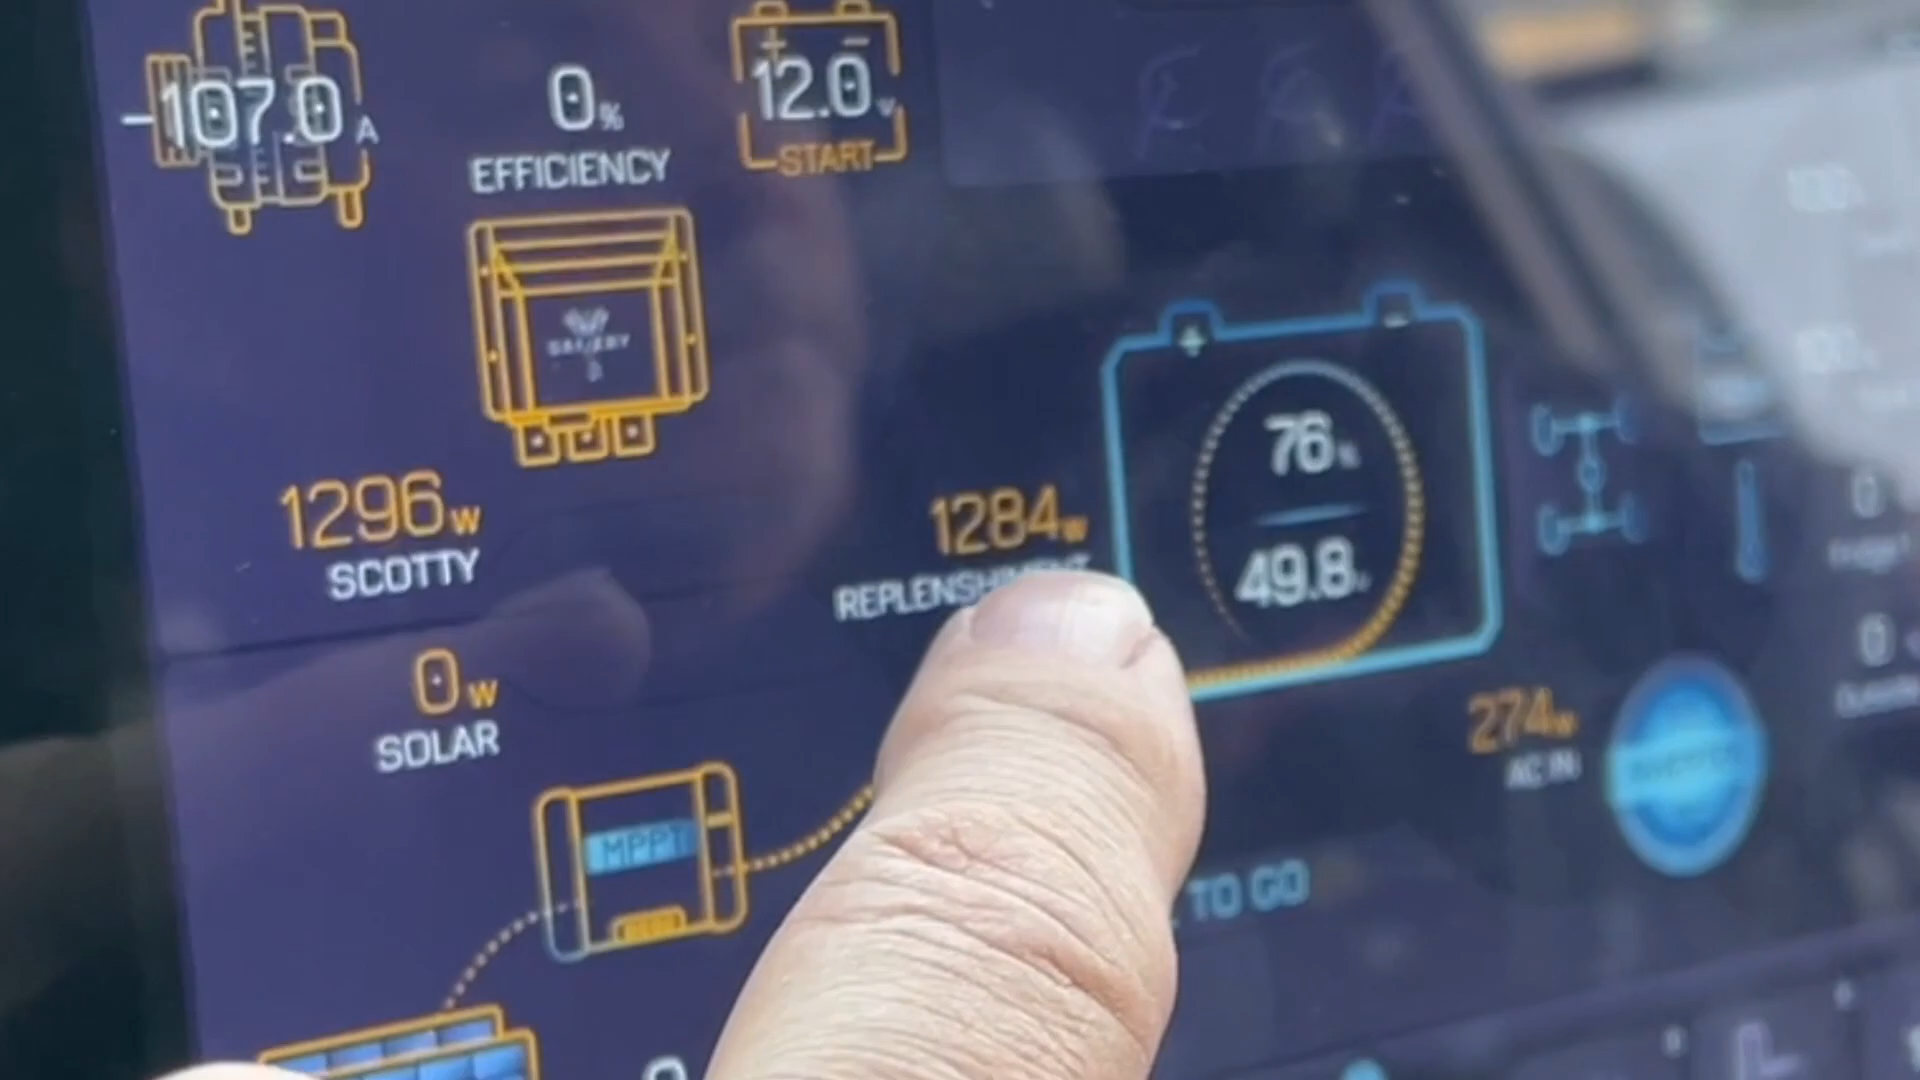 -107.0 A
0%
EFFICIENCY
+ -
12.0 v
START
1296 w
SCOTTY
1284 w
REPLENSHMENT
+ -
76 %
49.8 v
0 w
SOLAR
274 w
AC IN
MPPT
TO GO